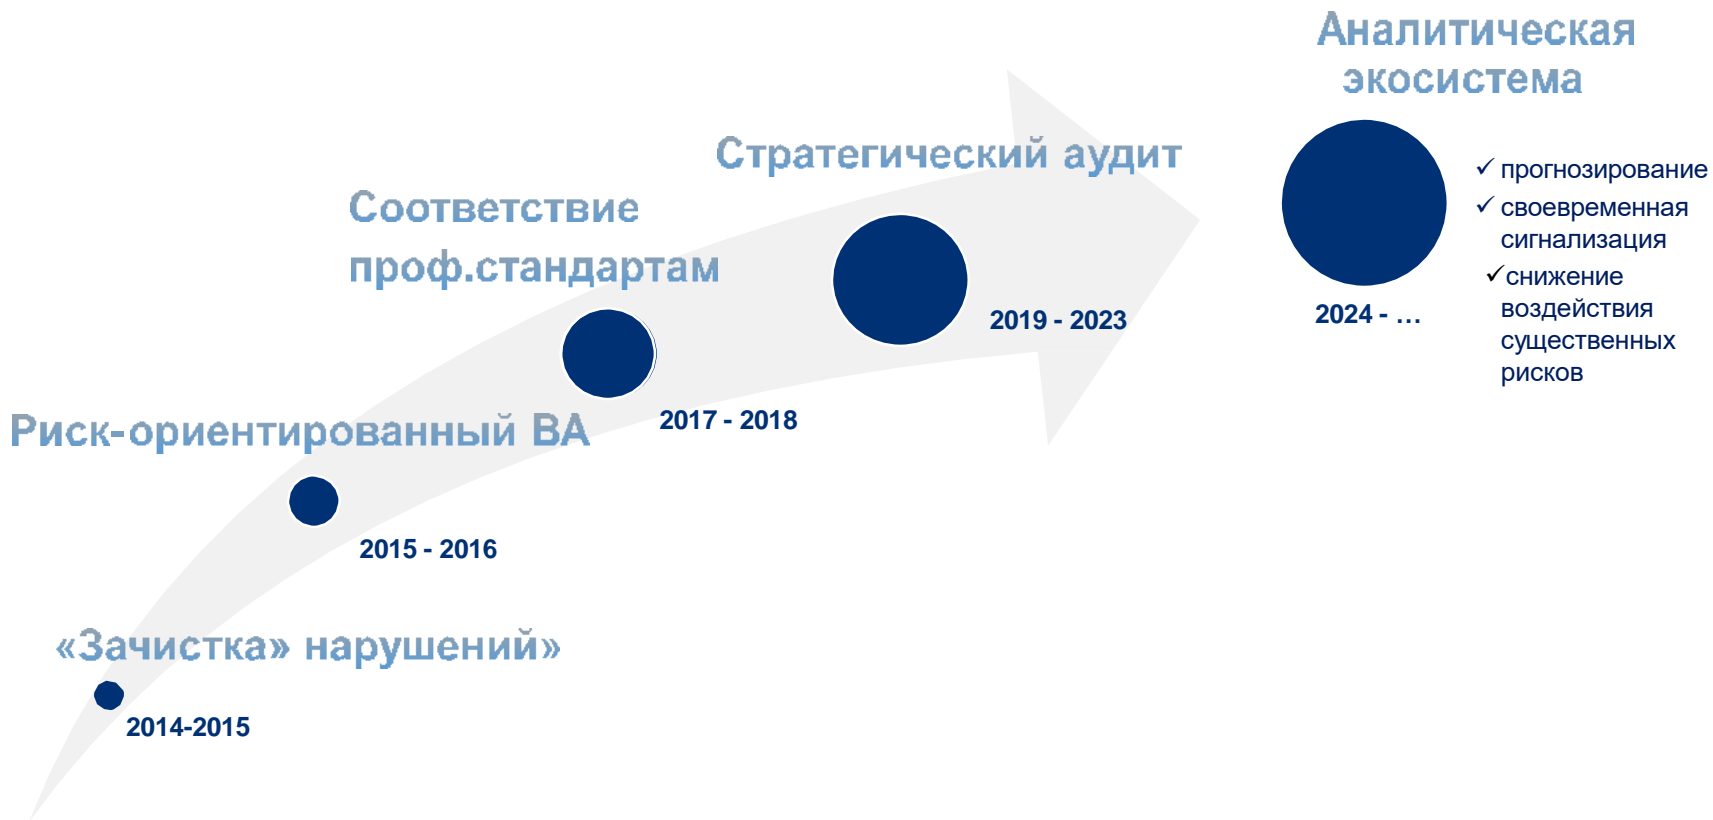 Аналитическая
экосистема
✓ прогнозирование
✓ своевременная
сигнализация
✓снижение
воздействия
существенных
рисков
2024 - …
Стратегический аудит
2019 - 2023
Соответствие
проф.стандартам
2017 - 2018
Риск-ориентированный ВА
2015 - 2016
«Зачистка» нарушений»
2014-2015